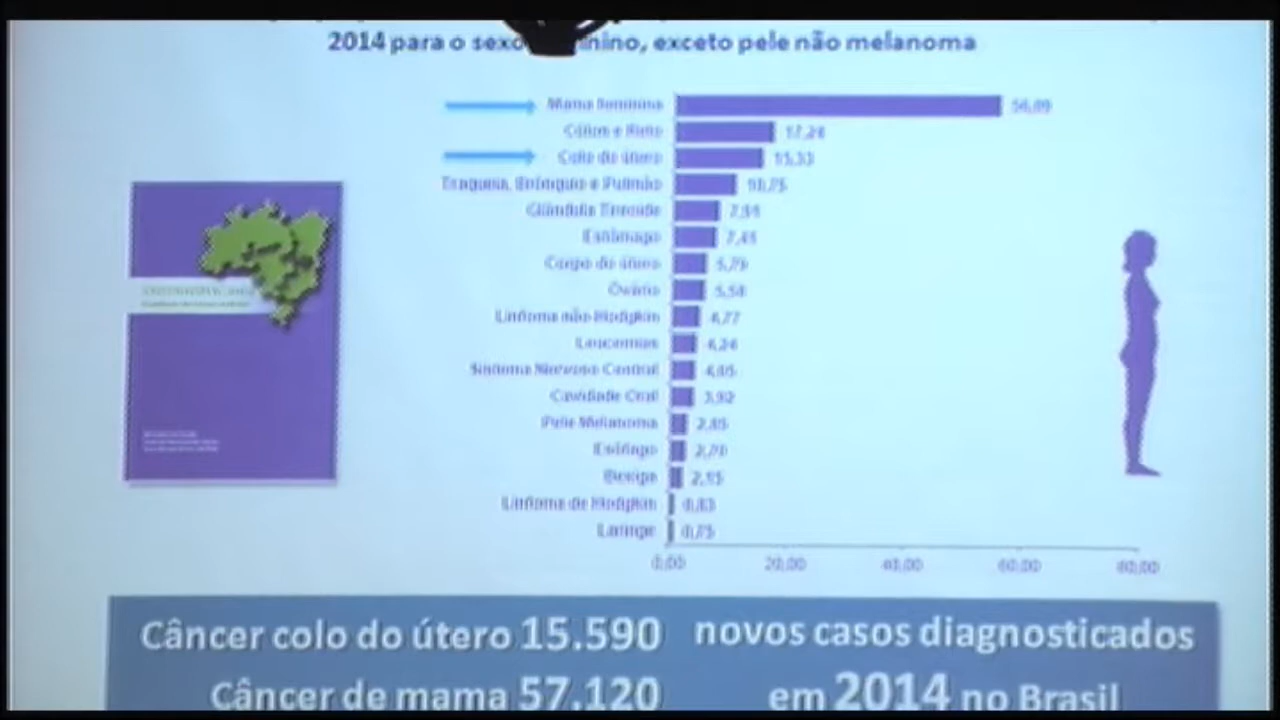 2014 para o sexo inino, exceto pele não melanoma
Mama feminina 56,09
Cólon e Reto 17,24
Colo do útero 15,33
Traqueia, Brônquio e Pulmão 10,75
Glândula Tireoide 7,91
Estômago 7,41
Corpo do útero 5,79
Ovário 5,58
Linfoma não-Hodgkin 4,77
Leucemias 4,24
Sistema Nervoso Central 4,05
Cavidade Oral 3,92
Pele Melanoma 2,85
Esôfago 2,70
Bexiga 2,15
Linfoma de Hodgkin 0,83
Laringe 0,75
0,00 20,00 40,00 60,00 80,00
Câncer colo do útero 15.590 novos casos diagnosticados
Câncer de mama 57.120 em 2014 no Brasil